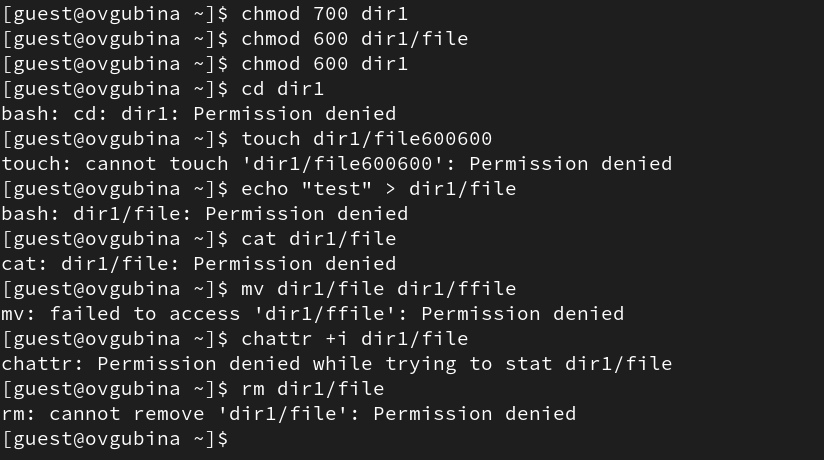 [guest@ovgubina ~]$ chmod 700 dir1
[guest@ovgubina ~]$ chmod 600 dir1/file
[guest@ovgubina ~]$ chmod 600 dir1
[guest@ovgubina ~]$ cd dir1
bash: cd: dir1: Permission denied
[guest@ovgubina ~]$ touch dir1/file600600
touch: cannot touch 'dir1/file600600': Permission denied
[guest@ovgubina ~]$ echo "test" > dir1/file
bash: dir1/file: Permission denied
[guest@ovgubina ~]$ cat dir1/file
cat: dir1/file: Permission denied
[guest@ovgubina ~]$ mv dir1/file dir1/ffile
mv: failed to access 'dir1/ffile': Permission denied
[guest@ovgubina ~]$ chattr +i dir1/file
chattr: Permission denied while trying to stat dir1/file
[guest@ovgubina ~]$ rm dir1/file
rm: cannot remove 'dir1/file': Permission denied
[guest@ovgubina ~]$